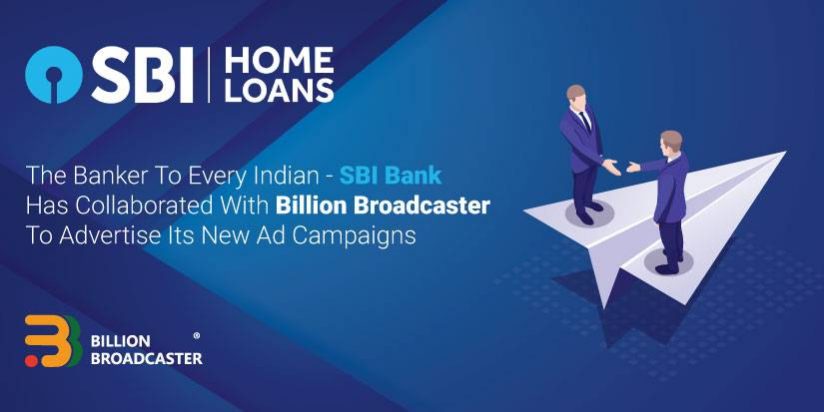 SBI
HOME
LOANS
The Banker To Every Indian - SBI Bank
Has Collaborated With Billion Broadcaster
To Advertise Its New Ad Campaigns
BILLION ®
BROADCASTER